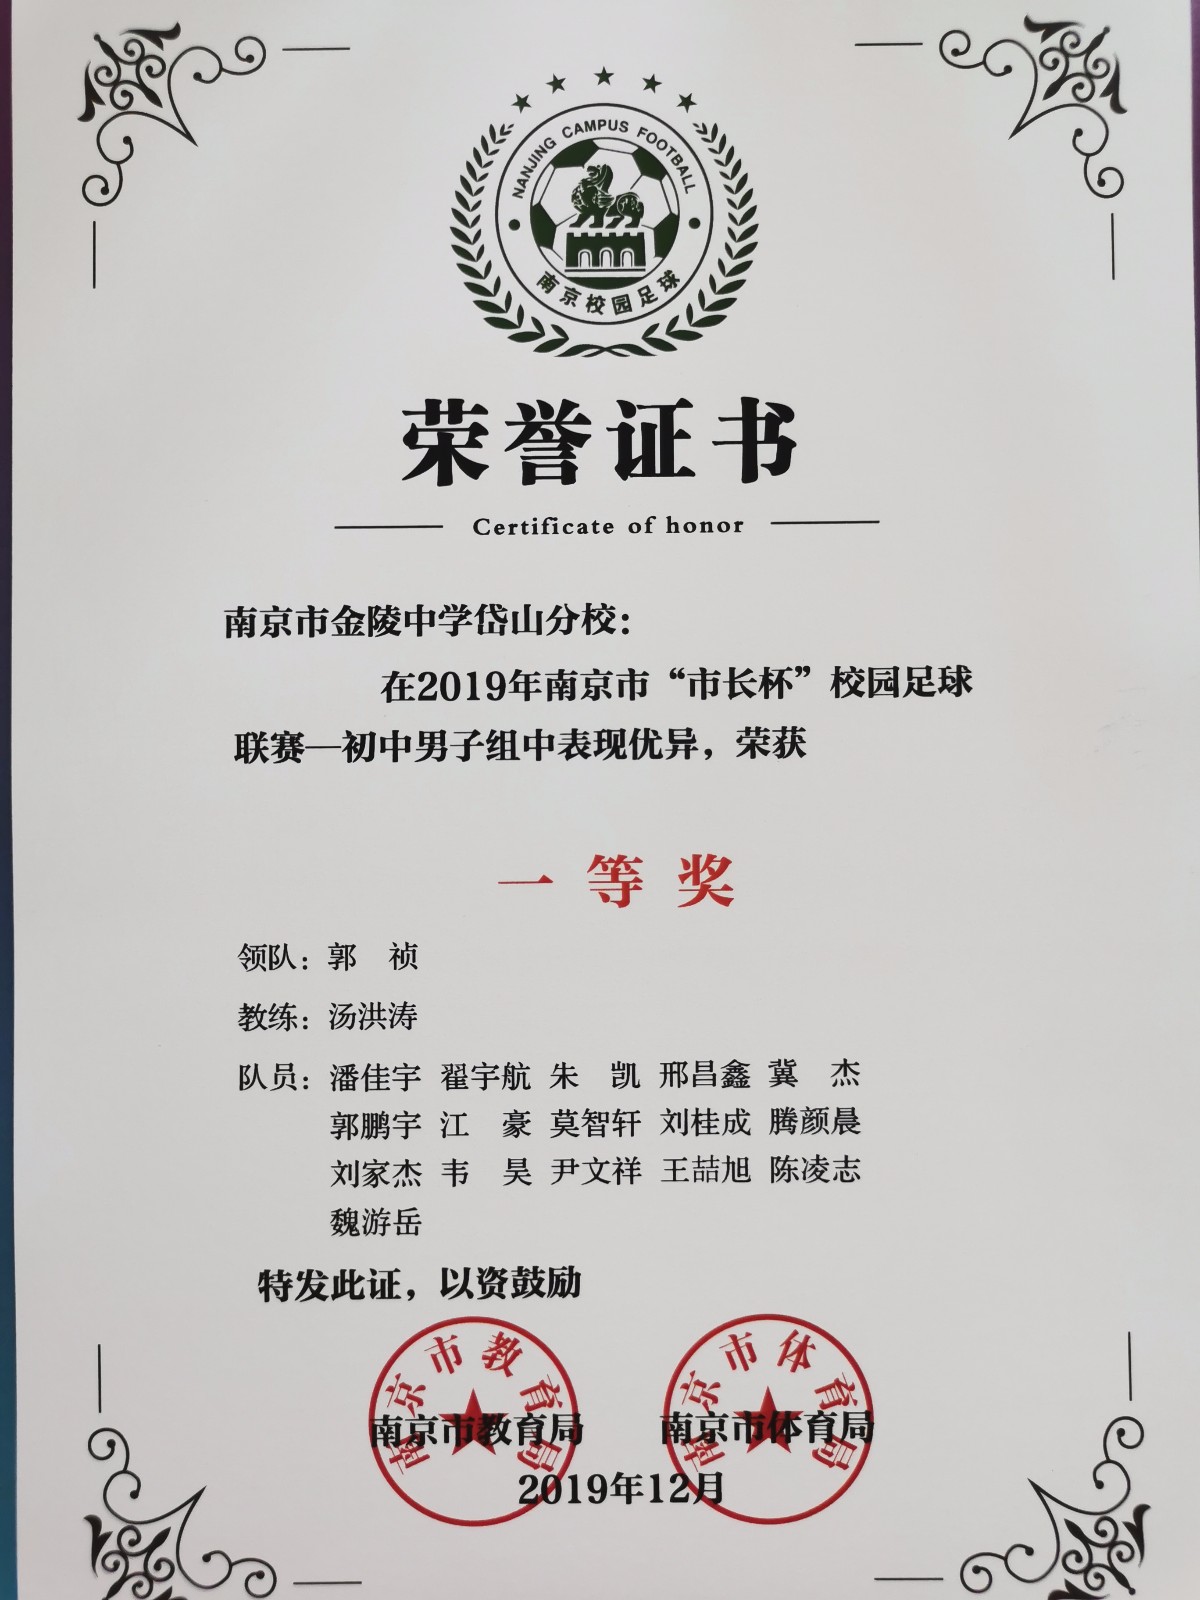 NANJING CAMPUS FOOTBALL
南京校园足球
荣誉证书
Certificate of honor
南京市金陵中学岱山分校：
在2019年南京市“市长杯”校园足球
联赛—初中男子组中表现优异，荣获
一等奖
领队：郭　祯
教练：汤洪涛
队员：潘佳宇 翟宇航 朱　凯 邢昌鑫 冀　杰
郭鹏宇 江　豪 莫智轩 刘桂成 腾颜晨
刘家杰 韦　昊 尹文祥 王喆旭 陈凌志
魏游岳
特发此证，以资鼓励
南京市教育局
南京市体育局
南京市教育局 南京市体育局
2019年12月